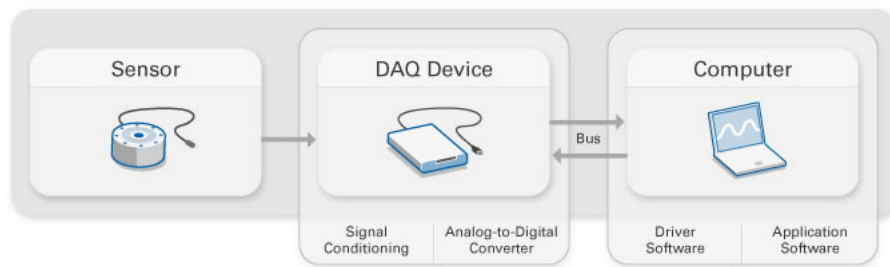 Sensor
DAQ Device
Computer
Bus
Signal
Conditioning
Analog-to-Digital
Converter
Driver
Software
Application
Software